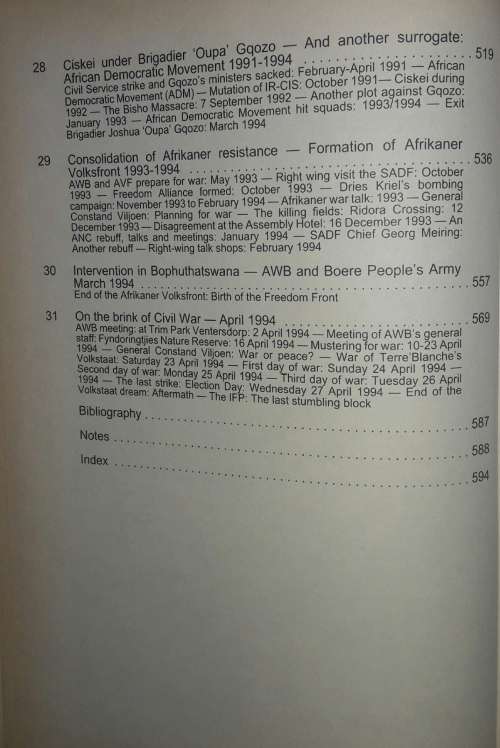 28 Ciskei under Brigadier ‘Oupa’ Gqozo — And another surrogate:
African Democratic Movement 1991-1994 . . . . . . . . . . . . . . . . . . . . . . . . 519
Civil Service strike and Gqozo's ministers sacked: February-April 1991 — African
Democratic Movement (ADM) — Mutation of IR-CIS: October 1991— Ciskei during
1992 — The Bisho Massacre: 7 September 1992 — Another plot against Gqozo:
January 1993 — African Democratic Movement hit squads: 1993/1994 — Exit
Brigadier Joshua ‘Oupa’ Gqozo: March 1994
29 Consolidation of Afrikaner resistance — Formation of Afrikaner
Volksfront 1993-1994 . . . . . . . . . . . . . . . . . . . . . . . . . . . . . . . . . . . . . . . 536
AWB and AVF prepare for war: May 1993 — Right wing visit the SADF: October
1993 — Freedom Alliance formed: October 1993 — Dries Kriel's bombing
campaign: November 1993 to February 1994 — Afrikaner war talk: 1993 — General
Constand Viljoen: Planning for war — The killing fields: Ridora Crossing: 12
December 1993 — Disagreement at the Assembly Hotel: 16 December 1993 — An
ANC rebuff, talks and meetings: January 1994 — SADF Chief Georg Meiring:
Another rebuff — Right-wing talk shops: February 1994
30 Intervention in Bophuthatswana — AWB and Boere People's Army
March 1994 . . . . . . . . . . . . . . . . . . . . . . . . . . . . . . . . . . . . . . . . . . . . . . . 557
End of the Afrikaner Volksfront: Birth of the Freedom Front
31 On the brink of Civil War — April 1994 . . . . . . . . . . . . . . . . . . . . . . . . . . 569
AWB meeting: at Trim Park Ventersdorp: 2 April 1994 — Meeting of AWB's general
staff: Fyndoringtjies Nature Reserve: 16 April 1994 — Mustering for war: 10-23 April
1994 — General Constand Viljoen: War or peace? — War of Terre'Blanche's
Volkstaat: Saturday 23 April 1994 — First day of war: Sunday 24 April 1994 —
Second day of war: Monday 25 April 1994 — Third day of war: Tuesday 26 April
1994 — The last strike: Election Day: Wednesday 27 April 1994 — End of the
Volkstaat dream: Aftermath — The IFP: The last stumbling block
Bibliography . . . . . . . . . . . . . . . . . . . . . . . . . . . . . . . . . . . . . . . . . . . . . . . . . 587
Notes . . . . . . . . . . . . . . . . . . . . . . . . . . . . . . . . . . . . . . . . . . . . . . . . . . . . . . 588
Index . . . . . . . . . . . . . . . . . . . . . . . . . . . . . . . . . . . . . . . . . . . . . . . . . . . . . . 594